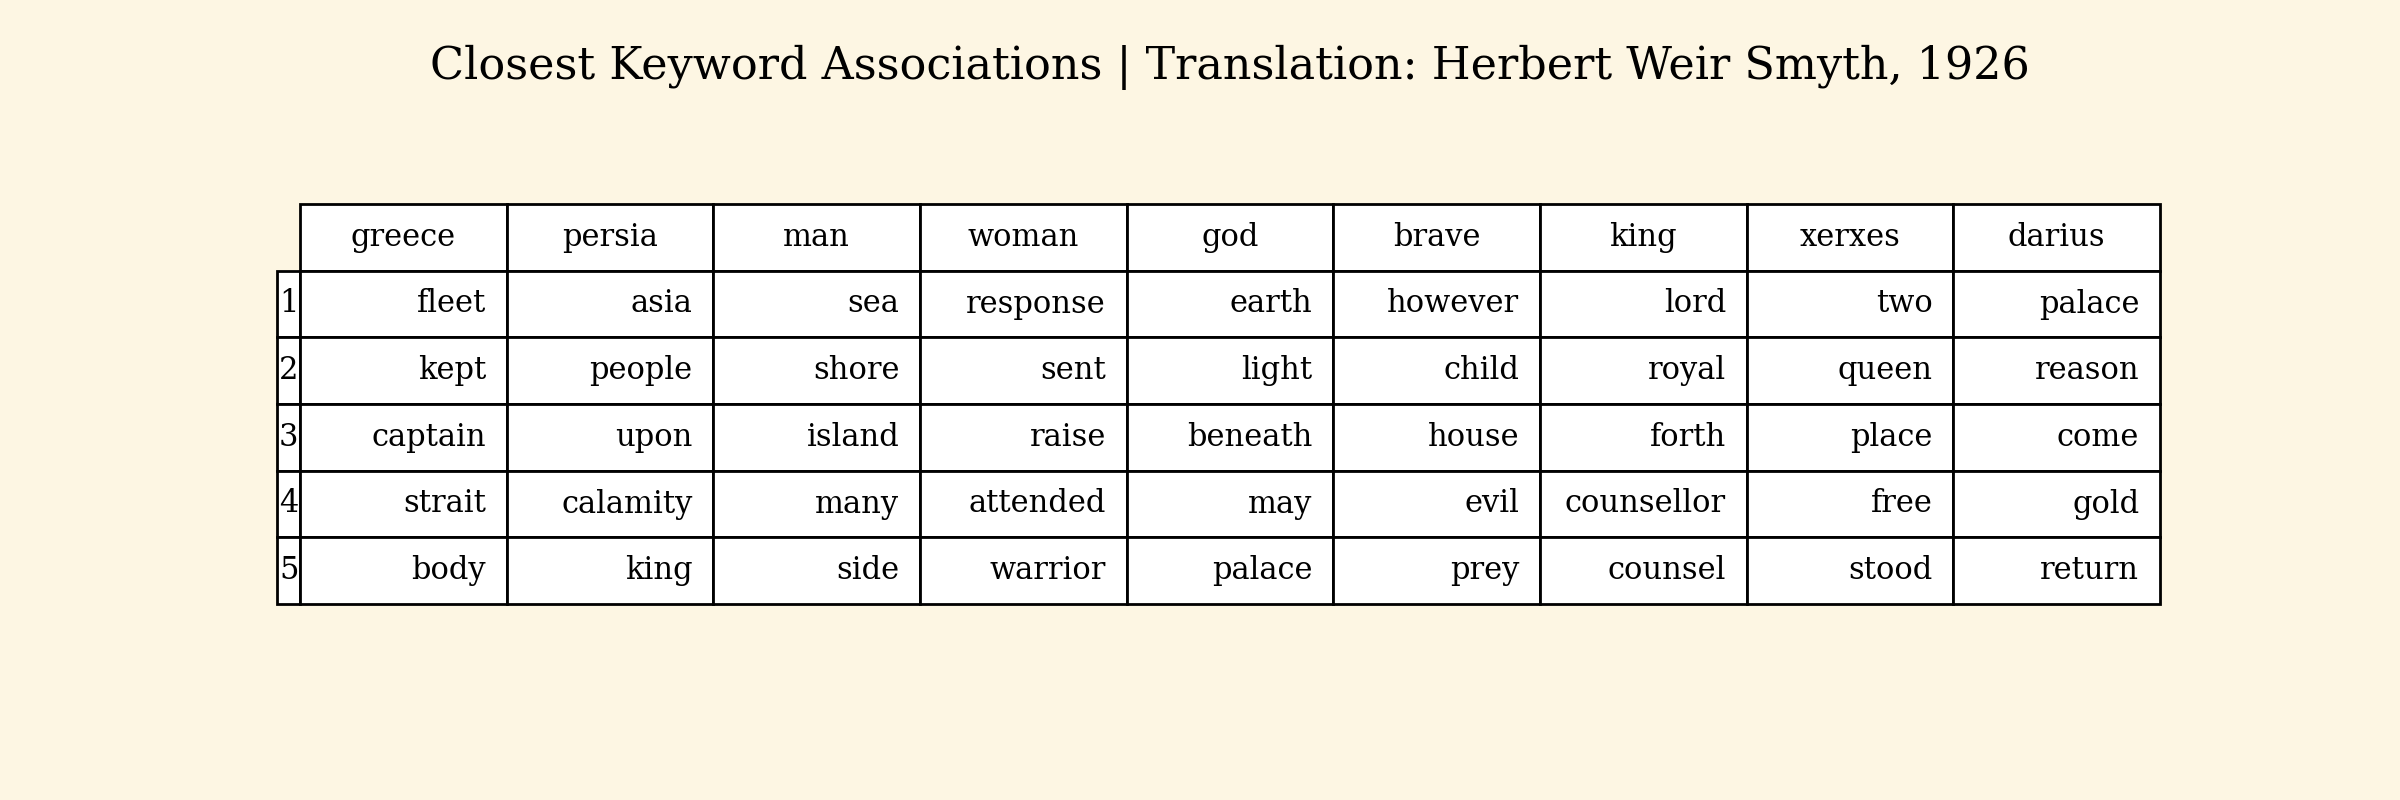 Closest Keyword Associations | Translation: Herbert Weir Smyth, 1926
greece persia man woman god brave king xerxes darius
1 fleet asia sea response earth however lord two palace
2 kept people shore sent light child royal queen reason
3 captain upon island raise beneath house forth place come
4 strait calamity many attended may evil counsellor free gold
5 body king side warrior palace prey counsel stood return